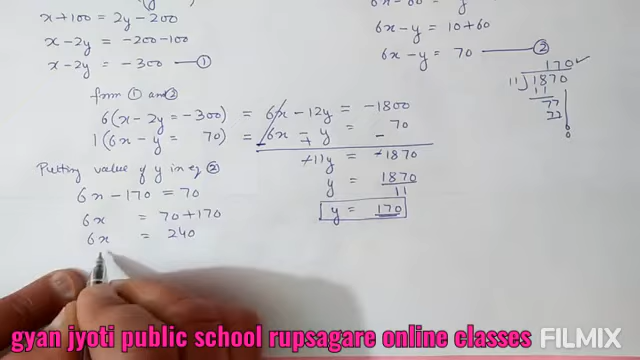 x + 100 = 2y - 200
x - 2y = -200 - 100
x - 2y = -300 ①
6x - y = 10 + 60
6x - y = 70 ②
170 ✓
11)1870
11
77
77
0
from ① and ②
6(x - 2y = -300) = 6x - 12y = -1800
1(6x - y = 70) = 6x - y = 70
- + -
-11y = -1870
y = 1870
11
y = 170
Putting value of y in eq ②
6x - 170 = 70
6x = 70 + 170
6x = 240
gyan jyoti public school rupsagare online classes
FILMIX